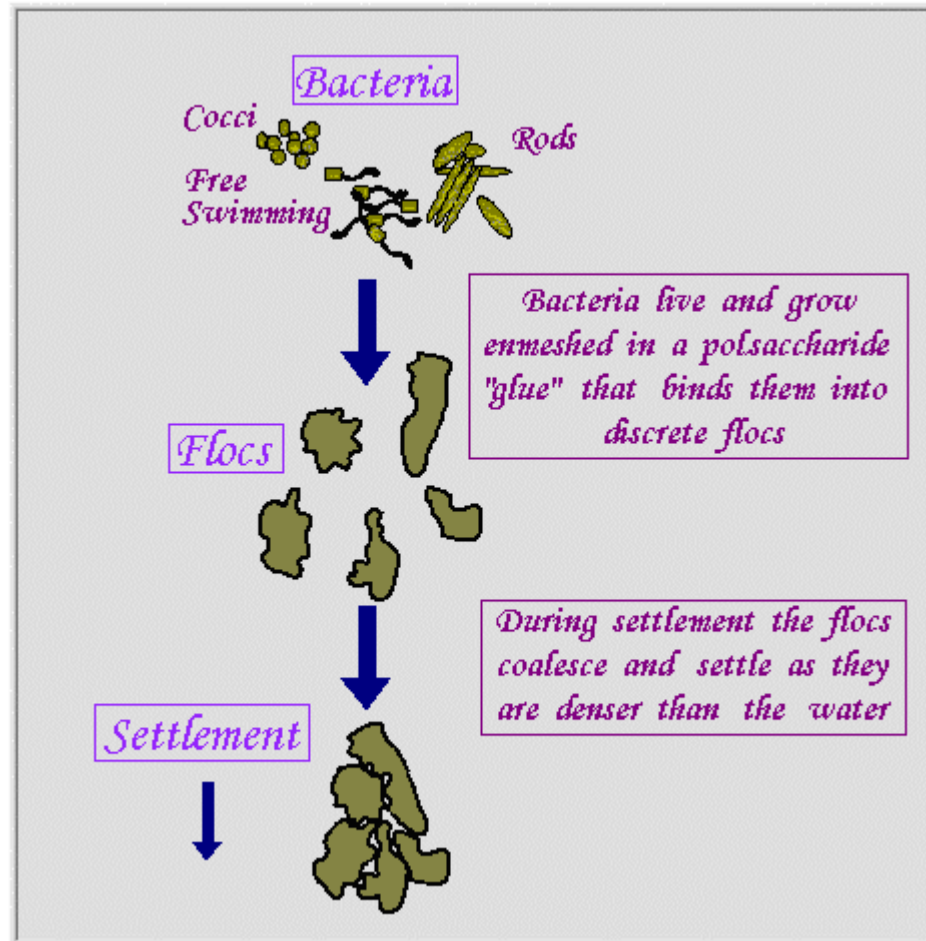 Bacteria
Cocci
Rods
Free
Swimming
Bacteria live and grow
enmeshed in a polsaccharide
"glue" that binds them into
discrete flocs
Flocs
During settlement the flocs
coalesce and settle as they
are denser than the water
Settlement